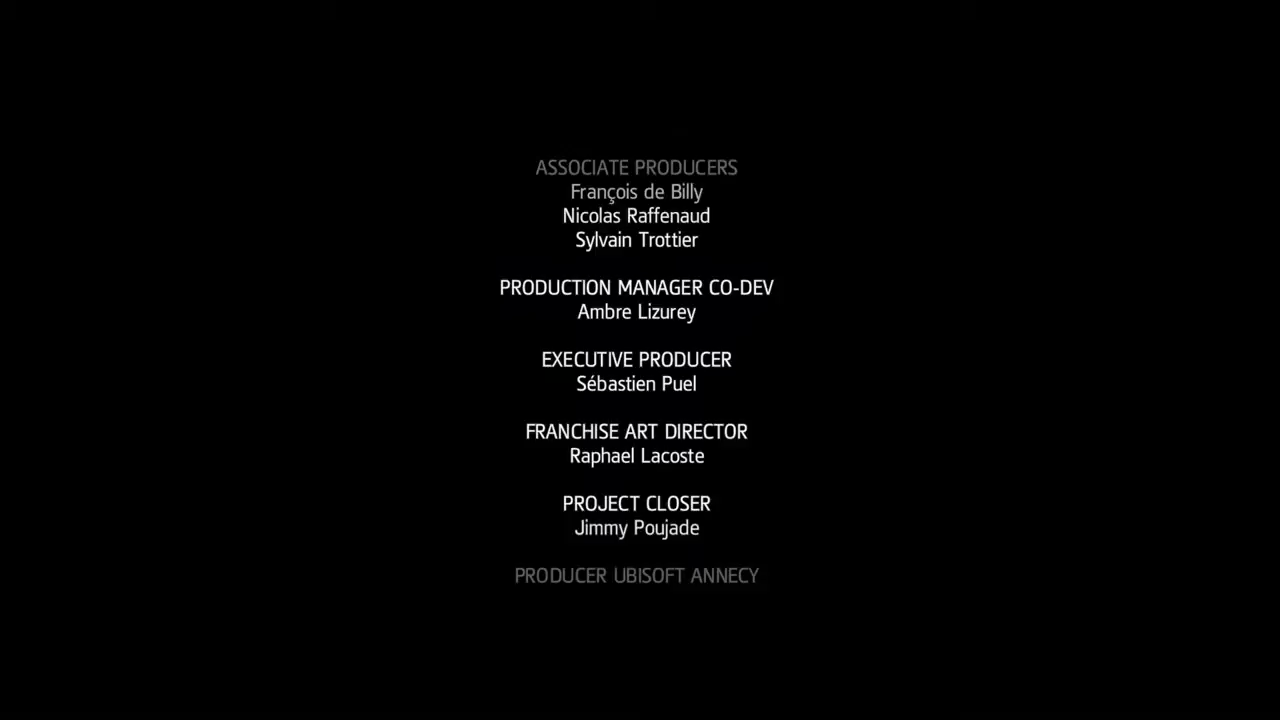 ASSOCIATE PRODUCERS
François de Billy
Nicolas Raffenaud
Sylvain Trottier
PRODUCTION MANAGER CO-DEV
Ambre Lizurey
EXECUTIVE PRODUCER
Sébastien Puel
FRANCHISE ART DIRECTOR
Raphael Lacoste
PROJECT CLOSER
Jimmy Poujade
PRODUCER UBISOFT ANNECY